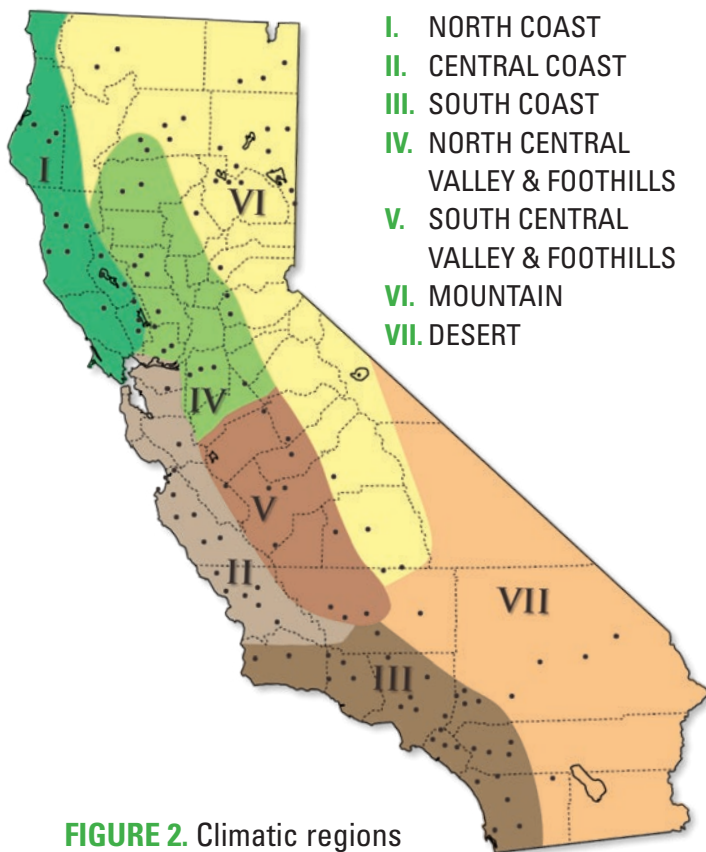 I. NORTH COAST
II. CENTRAL COAST
III. SOUTH COAST
IV. NORTH CENTRAL
VALLEY & FOOTHILLS
V. SOUTH CENTRAL
VALLEY & FOOTHILLS
VI. MOUNTAIN
VII. DESERT
I
VI
IV
V
II
VII
III
FIGURE 2. Climatic regions